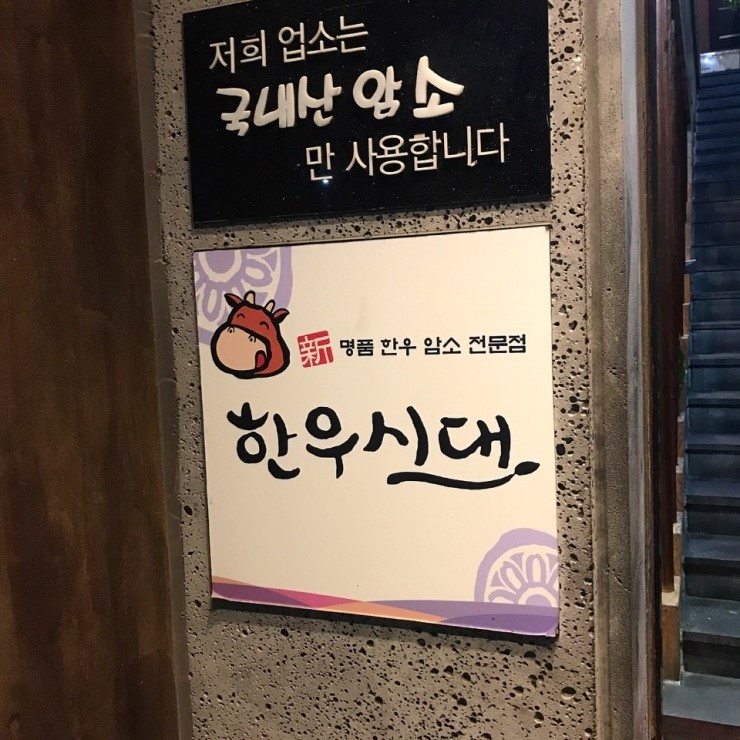 저희 업소는
국내산 암소
만 사용합니다
新 명품 한우 암소 전문점
한우시대